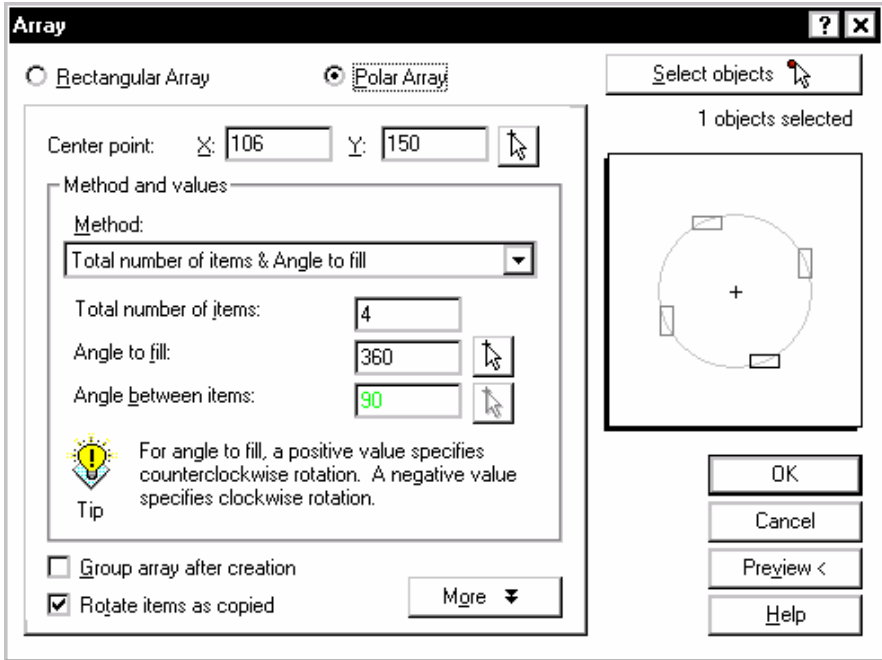 Array
Rectangular Array
Polar Array
Select objects
1 objects selected
Center point: X: 106 Y: 150
Method and values
Method:
Total number of items & Angle to fill
Total number of items: 4
Angle to fill: 360
Angle between items: 90
For angle to fill, a positive value specifies
counterclockwise rotation. A negative value
specifies clockwise rotation.
Tip
Group array after creation
Rotate items as copied
More
OK
Cancel
Preview <
Help